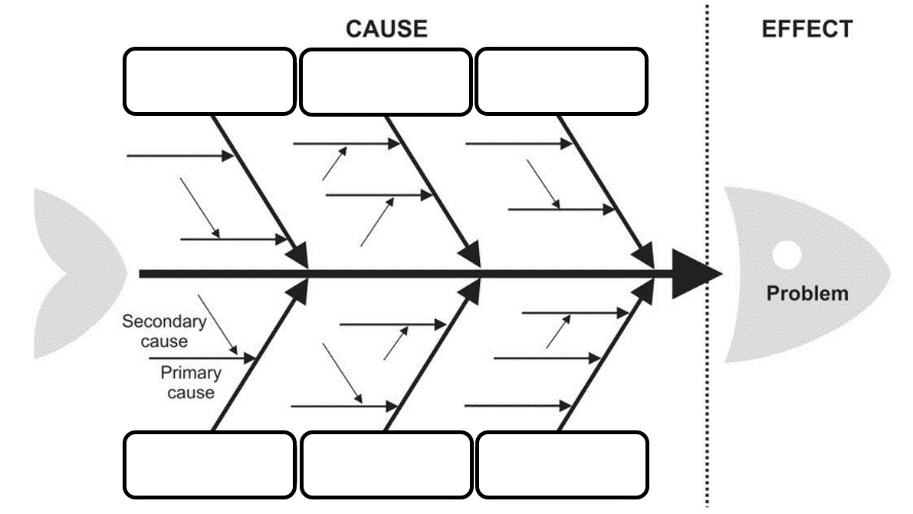 CAUSE
EFFECT
Problem
Secondary
cause
Primary
cause